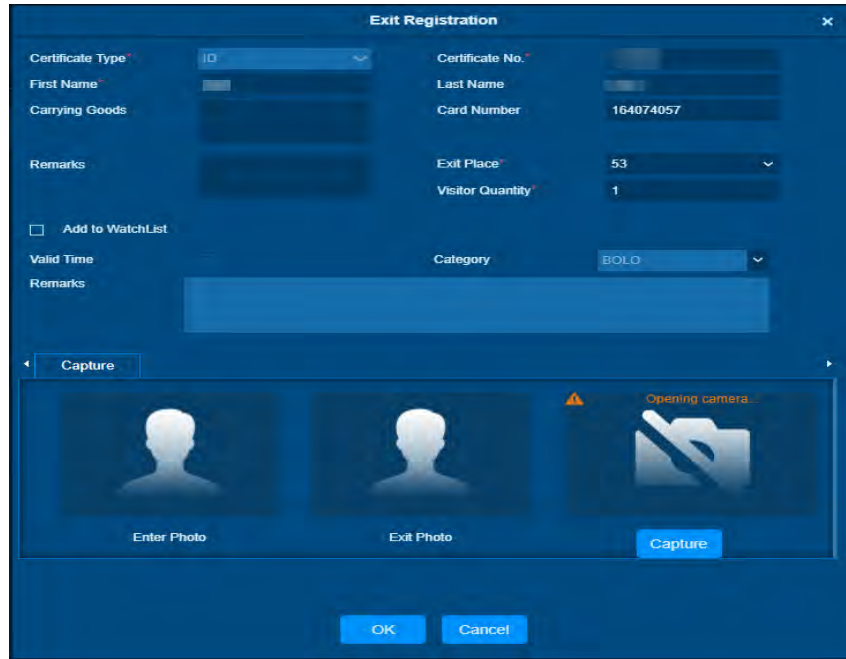 Exit Registration
Certificate Type* ID Certificate No.*
First Name* Last Name
Carrying Goods Card Number 164074057
Remarks Exit Place* 53
Visitor Quantity* 1
Add to WatchList
Valid Time Category BOLO
Remarks
Capture
Opening camera...
Enter Photo Exit Photo Capture
OK Cancel